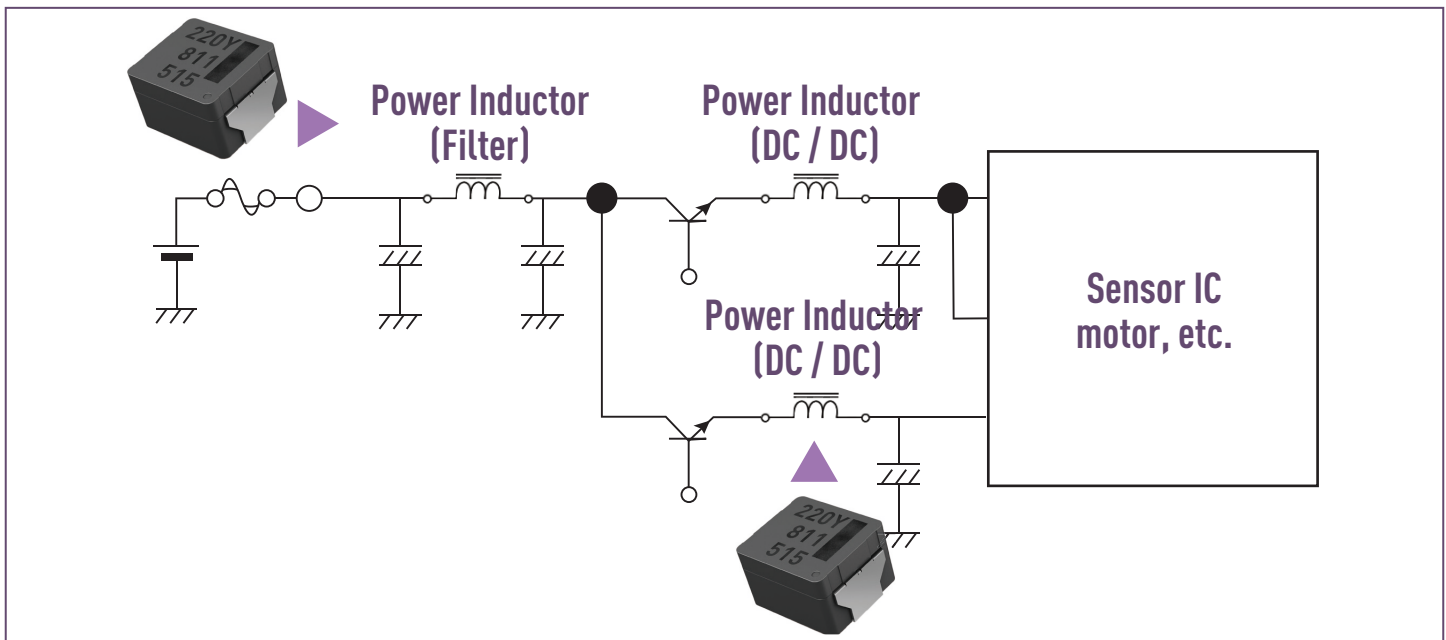 220Y
811
515
Power Inductor
(Filter)
Power Inductor
(DC / DC)
Power Inductor
(DC / DC)
Sensor IC
motor, etc.
220Y
811
515